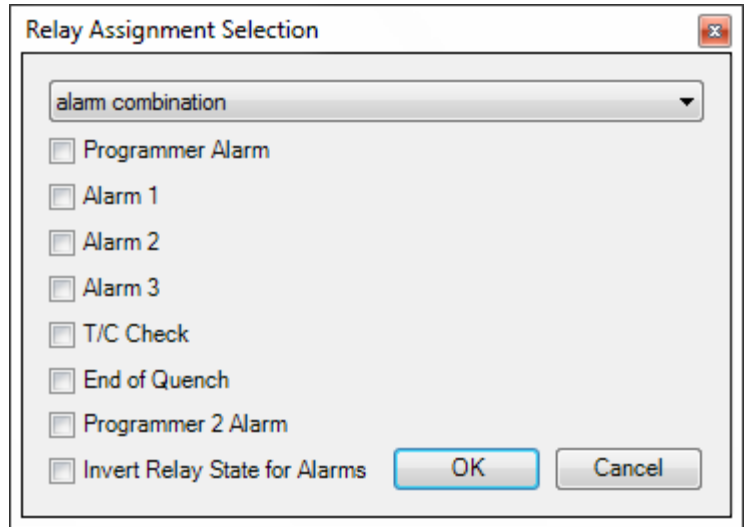 Relay Assignment Selection
alarm combination
Programmer Alarm
Alarm 1
Alarm 2
Alarm 3
T/C Check
End of Quench
Programmer 2 Alarm
Invert Relay State for Alarms OK Cancel